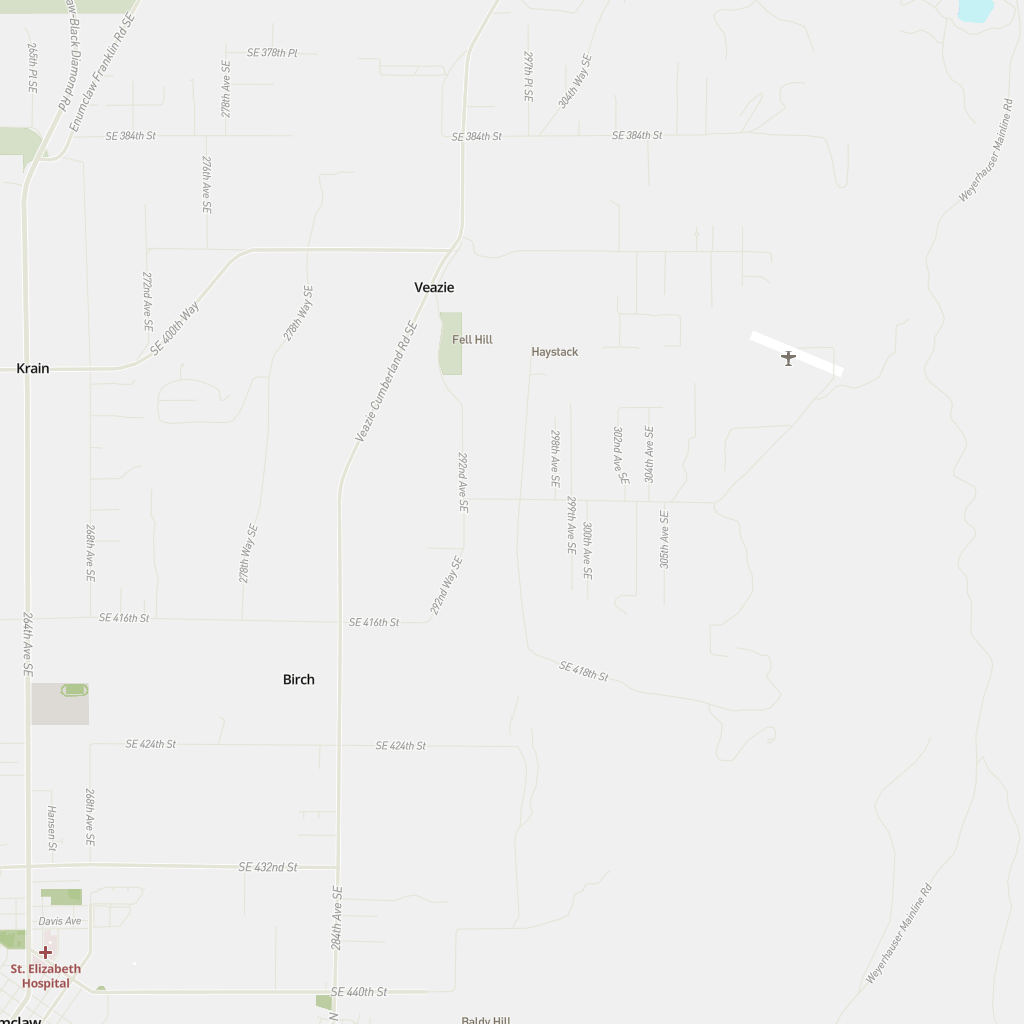 aw-Black Diamond Rd
Enumclaw Franklin Rd SE
265th Pl SE
SE 378th Pl
278th Ave SE
297th Pl SE
304th Way SE
Weyerhauser Mainline Rd
SE 384th St
SE 384th St
SE 384th St
276th Ave SE
272nd Ave SE
SE 400th Way
278th Way SE
Veazie
Veazie Cumberland Rd SE
Fell Hill
Haystack
Krain
292nd Ave SE
298th Ave SE
302nd Ave SE
304th Ave SE
299th Ave SE
300th Ave SE
305th Ave SE
268th Ave SE
278th Way SE
292nd Way SE
264th Ave SE
SE 416th St
SE 416th St
SE 418th St
Birch
SE 424th St
SE 424th St
Hansen St
268th Ave SE
SE 432nd St
284th Ave SE
Weyerhauser Mainline Rd
Davis Ave
St. Elizabeth
Hospital
SE 440th St
N
mclaw
Baldy Hill